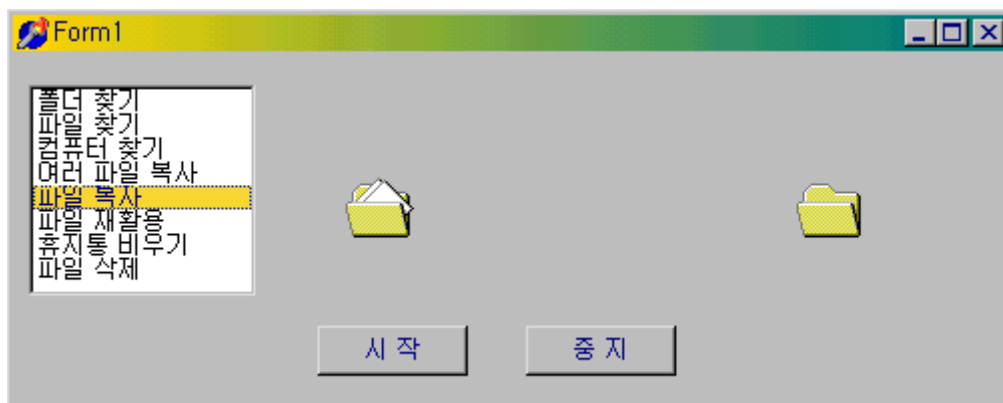 Form1
폴더 찾기
파일 찾기
컴퓨터 찾기
여러 파일 복사
파일 복사
파일 재활용
휴지통 비우기
파일 삭제
시 작
중 지